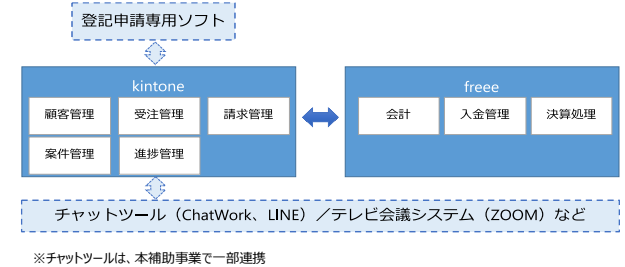 登記申請専用ソフト
kintone
顧客管理
受注管理
請求管理
案件管理
進捗管理
freee
会計
入金管理
決算処理
チャットツール（ChatWork、LINE）／テレビ会議システム（ZOOM）など
※チャットツールは、本補助事業で一部連携